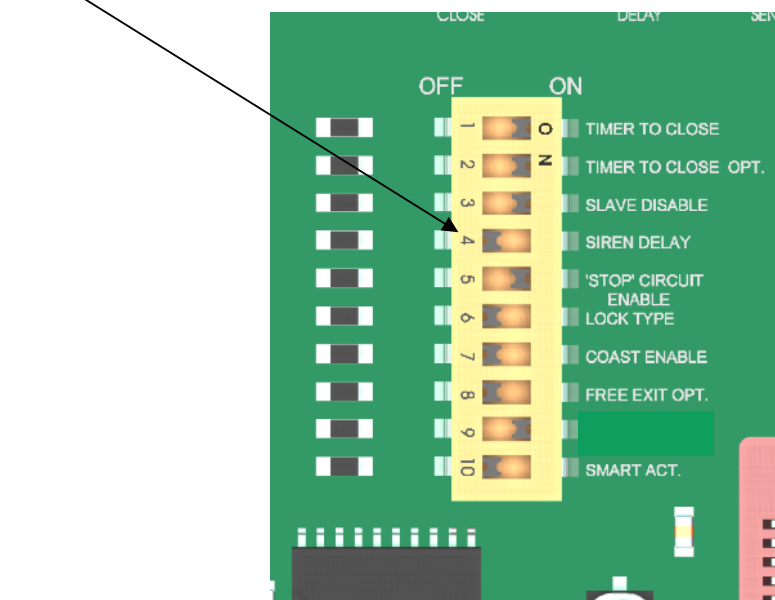 CLOSE DELAY SEN
OFF ON
1 O TIMER TO CLOSE
2 N TIMER TO CLOSE OPT.
3 SLAVE DISABLE
4 SIREN DELAY
5 'STOP' CIRCUIT
ENABLE
6 LOCK TYPE
7 COAST ENABLE
8 FREE EXIT OPT.
9
10 SMART ACT.